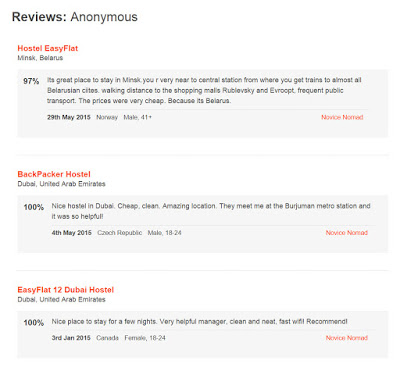 Reviews: Anonymous
Hostel EasyFlat
Minsk, Belarus
97%
Its great place to stay in Minsk.you r very near to central station from where you get trains to almost all
Belarusian ciites. walking distance to the shopping malls Rublevsky and Evroopt, frequent public
transport. The prices were very cheap. Because its Belarus.
29th May 2015 Norway Male, 41+ Novice Nomad
BackPacker Hostel
Dubai, United Arab Emirates
100%
Nice hostel in Dubai. Cheap, clean. Amazing location. They meet me at the Burjuman metro station and
it was so helpful!
4th May 2015 Czech Republic Male, 18-24 Novice Nomad
EasyFlat 12 Dubai Hostel
Dubai, United Arab Emirates
100%
Nice place to stay for a few nights. Very helpful manager, clean and neat, fast wifi! Recommend!
3rd Jan 2015 Canada Female, 18-24 Novice Nomad